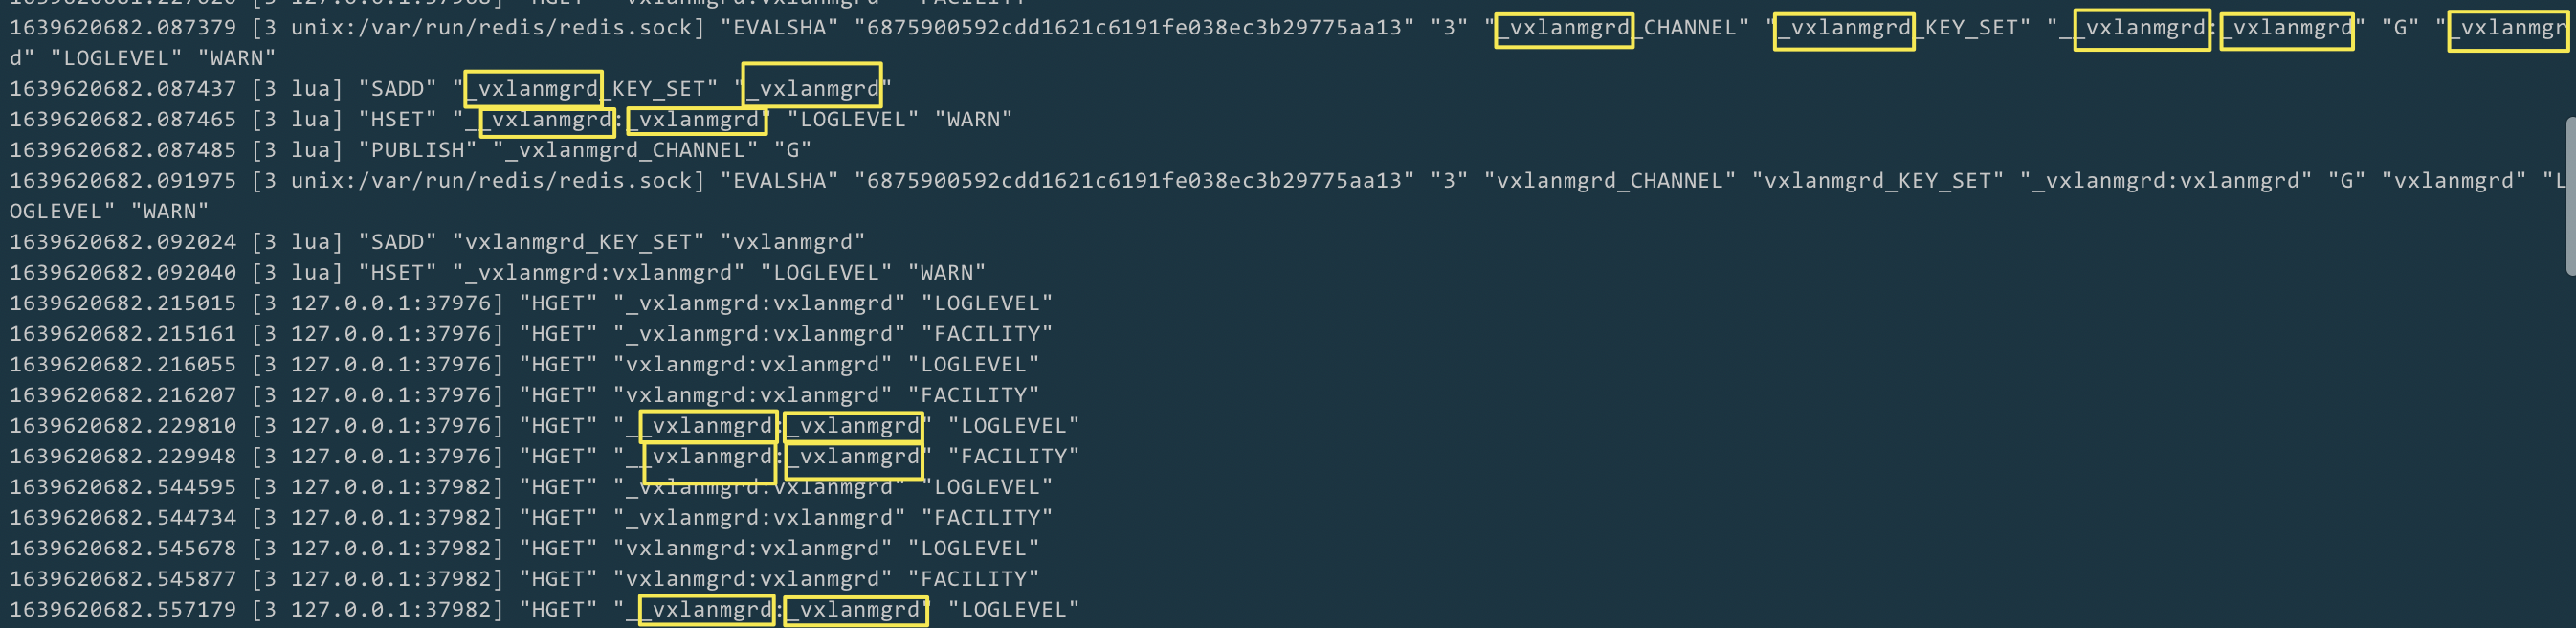 1639620682.087379 [3 unix:/var/run/redis/redis.sock] "EVALSHA" "6875900592cdd1621c6191fe038ec3b29775aa13" "3" "_vxlanmgrd_CHANNEL" "_vxlanmgrd_KEY_SET" "__vxlanmgrd:_vxlanmgrd" "G" "_vxlanmgr
d" "LOGLEVEL" "WARN"
1639620682.087437 [3 lua] "SADD" "_vxlanmgrd_KEY_SET" "_vxlanmgrd"
1639620682.087465 [3 lua] "HSET" "__vxlanmgrd:_vxlanmgrd" "LOGLEVEL" "WARN"
1639620682.087485 [3 lua] "PUBLISH" "_vxlanmgrd_CHANNEL" "G"
1639620682.091975 [3 unix:/var/run/redis/redis.sock] "EVALSHA" "6875900592cdd1621c6191fe038ec3b29775aa13" "3" "vxlanmgrd_CHANNEL" "vxlanmgrd_KEY_SET" "_vxlanmgrd:vxlanmgrd" "G" "vxlanmgrd" "L
OGLEVEL" "WARN"
1639620682.092024 [3 lua] "SADD" "vxlanmgrd_KEY_SET" "vxlanmgrd"
1639620682.092040 [3 lua] "HSET" "_vxlanmgrd:vxlanmgrd" "LOGLEVEL" "WARN"
1639620682.215015 [3 127.0.0.1:37976] "HGET" "_vxlanmgrd:vxlanmgrd" "LOGLEVEL"
1639620682.215161 [3 127.0.0.1:37976] "HGET" "_vxlanmgrd:vxlanmgrd" "FACILITY"
1639620682.216055 [3 127.0.0.1:37976] "HGET" "vxlanmgrd:vxlanmgrd" "LOGLEVEL"
1639620682.216207 [3 127.0.0.1:37976] "HGET" "vxlanmgrd:vxlanmgrd" "FACILITY"
1639620682.229810 [3 127.0.0.1:37976] "HGET" "__vxlanmgrd:_vxlanmgrd" "LOGLEVEL"
1639620682.229948 [3 127.0.0.1:37976] "HGET" "__vxlanmgrd:_vxlanmgrd" "FACILITY"
1639620682.544595 [3 127.0.0.1:37982] "HGET" "_vxlanmgrd:vxlanmgrd" "LOGLEVEL"
1639620682.544734 [3 127.0.0.1:37982] "HGET" "_vxlanmgrd:vxlanmgrd" "FACILITY"
1639620682.545678 [3 127.0.0.1:37982] "HGET" "vxlanmgrd:vxlanmgrd" "LOGLEVEL"
1639620682.545877 [3 127.0.0.1:37982] "HGET" "vxlanmgrd:vxlanmgrd" "FACILITY"
1639620682.557179 [3 127.0.0.1:37982] "HGET" "__vxlanmgrd:_vxlanmgrd" "LOGLEVEL"